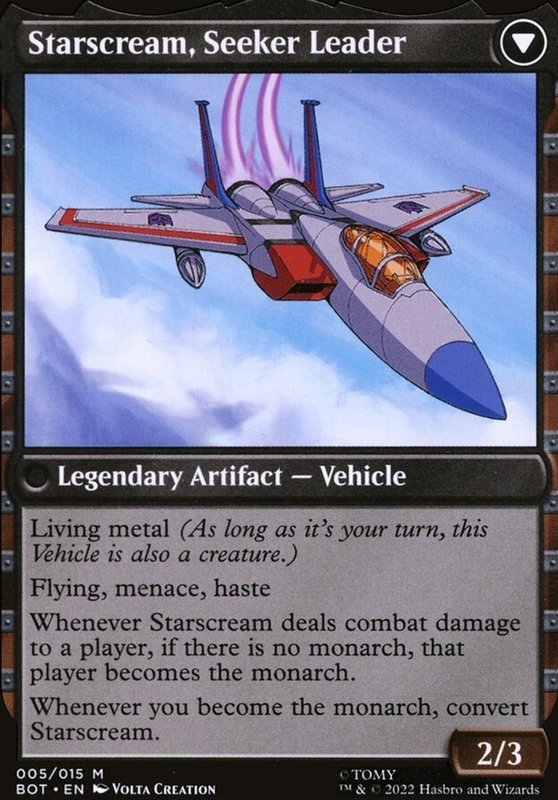 Starscream, Seeker Leader
Legendary Artifact — Vehicle
Living metal (As long as it's your turn, this
Vehicle is also a creature.)
Flying, menace, haste
Whenever Starscream deals combat damage
to a player, if there is no monarch, that
player becomes the monarch.
Whenever you become the monarch, convert
Starscream.
2/3
005/015 M
BOT • EN VOLTA CREATION
© TOMY
™ & © 2022 Hasbro and Wizards